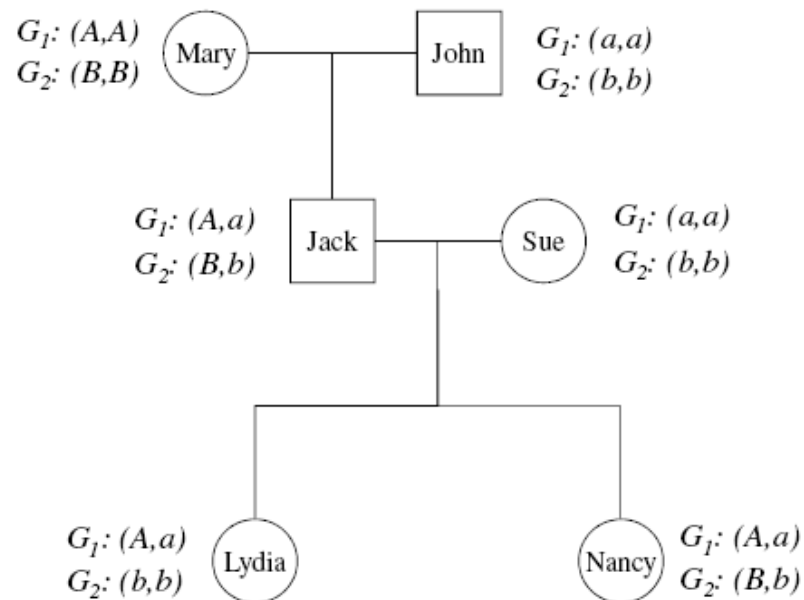 G1: (A,A)
G2: (B,B)
Mary
John
G1: (a,a)
G2: (b,b)
G1: (A,a)
G2: (B,b)
Jack
Sue
G1: (a,a)
G2: (b,b)
G1: (A,a)
G2: (b,b)
Lydia
Nancy
G1: (A,a)
G2: (B,b)